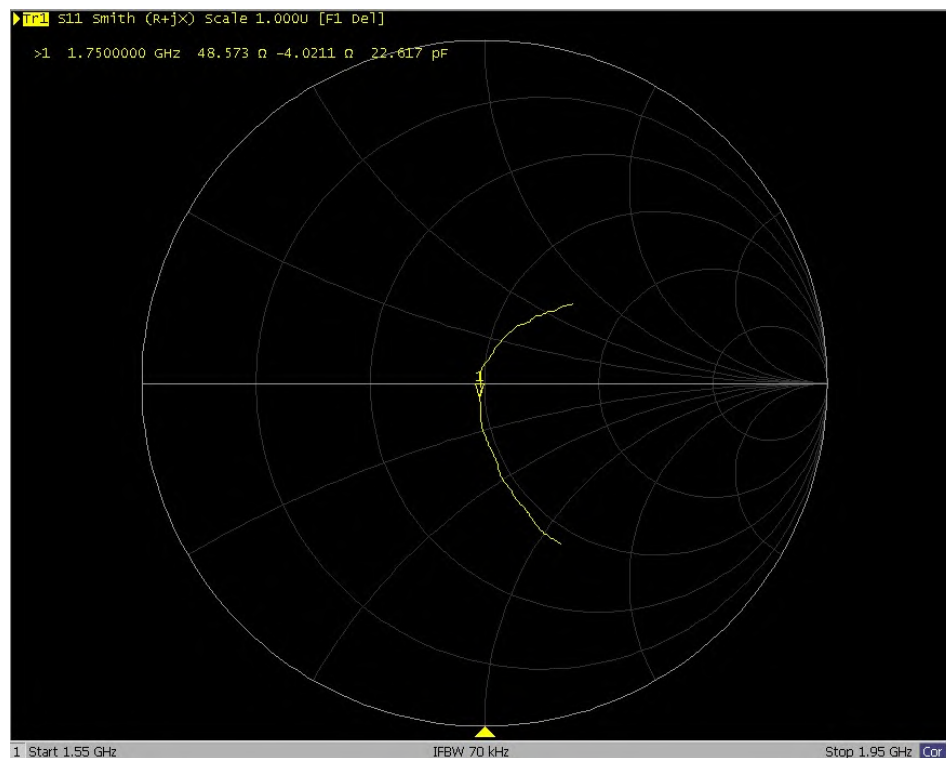 Tr1 S11 Smith (R+jX) Scale 1.000U [F1 Del]
>1 1.7500000 GHz 48.573 Ω -4.0211 Ω 22.617 pF
1
1 Start 1.55 GHz IFBW 70 kHz Stop 1.95 GHz Cor